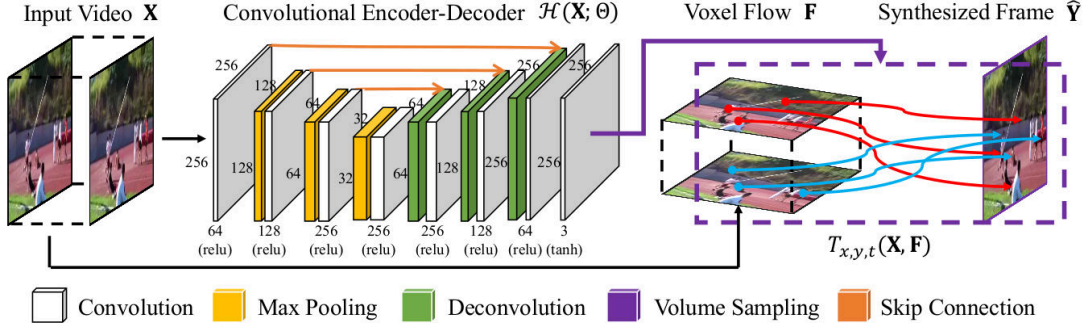 Input Video X
Convolutional Encoder-Decoder ℋ(X; Θ)
Voxel Flow F
Synthesized Frame Ŷ
256 128 64 32 64 128 256 256
256 128 64 32 64 128 256 256
64 128 256 256 256 128 64 3
(relu) (relu) (relu) (relu) (relu) (relu) (relu) (tanh)
T_{x,y,t}(X, F)
Convolution
Max Pooling
Deconvolution
Volume Sampling
Skip Connection